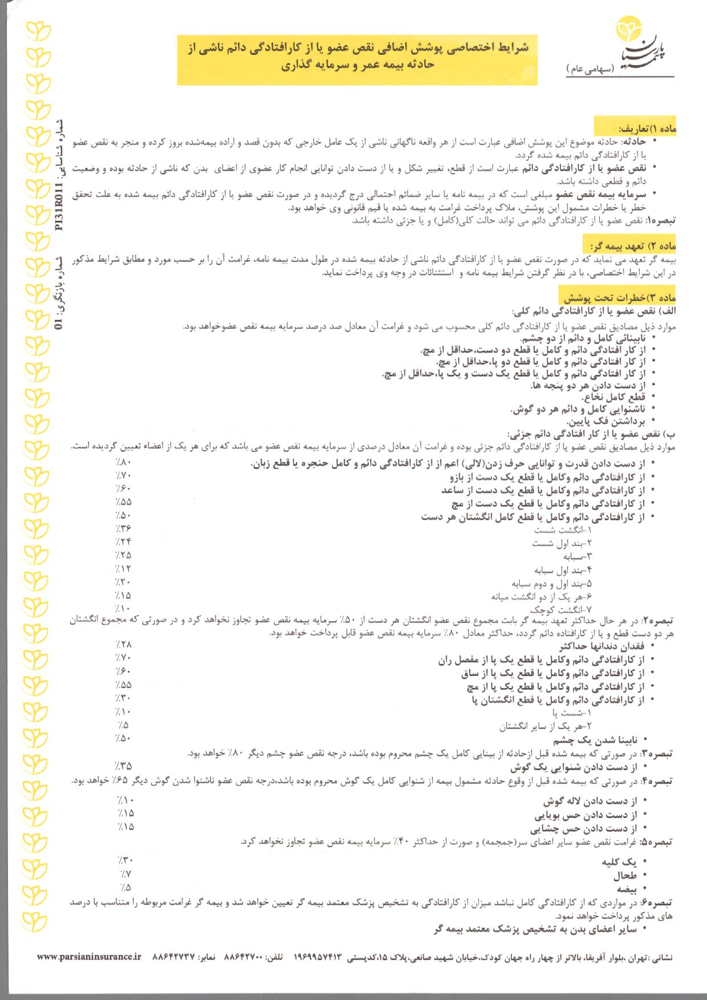 بیمه پارسیان
(سهامی عام)
شرایط اختصاصی پوشش اضافی نقص عضو یا از کارافتادگی دائم ناشی از
حادثه بیمه عمر و سرمایه گذاری
شماره شناسایی: PI31R011
شماره بازنگری: 01
ماده ۱)تعاریف:
• حادثه: حادثه موضوع این پوشش اضافی عبارت است از هر واقعه ناگهانی ناشی از یک عامل خارجی که بدون قصد و اراده بیمه‌شده بروز کرده و منجر به نقص عضو
یا از کارافتادگی دائم بیمه شده گردد.
• نقص عضو یا از کارافتادگی دائم عبارت است از قطع، تغییر شکل و یا از دست دادن توانایی انجام کار عضوی از اعضای بدن که ناشی از حادثه بوده و وضعیت
دائم و قطعی داشته باشد.
• سرمایه بیمه نقص عضو مبلغی است که در بیمه نامه یا سایر ضمائم احتمالی درج گردیده و در صورت نقص عضو یا از کارافتادگی دائم بیمه شده به علت تحقق
خطر یا خطرات مشمول این پوشش، ملاک پرداخت غرامت به بیمه شده یا قیم قانونی وی خواهد بود.
تبصره۱: نقص عضو یا از کارافتادگی دائم می تواند حالت کلی(کامل) و یا جزئی داشته باشد.
ماده ۲) تعهد بیمه گر:
بیمه گر تعهد می نماید که در صورت نقص عضو یا از کارافتادگی دائم ناشی از حادثه بیمه شده در طول مدت بیمه نامه، غرامت آن را بر حسب مورد و مطابق شرایط مذکور
در این شرایط اختصاصی، با در نظر گرفتن شرایط بیمه نامه و استثنائات در وجه وی پرداخت نماید.
ماده ۳)خطرات تحت پوشش
الف) نقص عضو یا از کارافتادگی دائم کلی:
موارد ذیل مصادیق نقص عضو یا از کارافتادگی دائم کلی محسوب می شود و غرامت آن معادل صد درصد سرمایه بیمه نقص عضوخواهد بود.
• نابینائی کامل و دائم از دو چشم.
• از کار افتادگی دائم و کامل یا قطع دو دست،حداقل از مچ.
• از کار افتادگی دائم و کامل یا قطع دو پا،حداقل از مچ.
• از کار افتادگی دائم و کامل یا قطع یک دست و یک پا،حداقل از مچ.
• از دست دادن هر دو پنجه ها.
• قطع کامل نخاع.
• ناشنوایی کامل و دائم هر دو گوش.
• برداشتن فک پایین.
ب) نقص عضو یا از کار افتادگی دائم جزئی:
موارد ذیل مصادیق نقص عضو یا از کارافتادگی دائم جزئی بوده و غرامت آن معادل درصدی از سرمایه بیمه نقص عضو می باشد که برای هر یک از اعضاء تعیین گردیده است.
• از دست دادن قدرت و توانایی حرف زدن(لالی) اعم از از کارافتادگی دائم و کامل حنجره یا قطع زبان. ٪۸۰
• از کارافتادگی دائم وکامل یا قطع یک دست از بازو ٪۷۰
• از کارافتادگی دائم وکامل یا قطع یک دست از ساعد ٪۶۰
• از کارافتادگی دائم وکامل یا قطع یک دست از مچ ٪۵۵
• از کارافتادگی دائم وکامل یا قطع کامل انگشتان هر دست ٪۵۰
۱-انگشت شست ٪۳۶
۲-بند اول شست ٪۲۴
۳-سبابه ٪۲۵
۴-بند اول سبابه ٪۱۲
۵-بند اول و دوم سبابه ٪۲۰
۶-هر یک از دو انگشت میانه ٪۱۵
۷-انگشت کوچک ٪۱۰
تبصره۲: در هر حال حداکثر تعهد بیمه گر بابت مجموع نقص عضو انگشتان هر دست از ۵۰٪ سرمایه بیمه نقص عضو تجاوز نخواهد کرد و در صورتی که مجموع انگشتان
هر دو دست قطع و یا از کارافتاده دائم گردد، حداکثر معادل ۸۰٪ سرمایه بیمه نقص عضو قابل پرداخت خواهد بود.
• فقدان دندانها حداکثر ٪۲۸
• از کارافتادگی دائم وکامل یا قطع یک پا از مفصل ران ٪۷۰
• از کارافتادگی دائم وکامل یا قطع یک پا از ساق ٪۶۰
• از کارافتادگی دائم وکامل یا قطع یک پا از مچ ٪۵۵
• از کارافتادگی دائم وکامل یا قطع انگشتان پا ٪۳۰
۱-شست پا ٪۱۰
۲-هر یک از سایر انگشتان ٪۵
• نابینا شدن یک چشم ٪۵۰
تبصره۳: در صورتی که بیمه شده قبل ازحادثه از بینایی کامل یک چشم محروم بوده باشد، درجه نقص عضو چشم دیگر ۸۰٪ خواهد بود.
• از دست دادن شنوایی یک گوش ٪۳۵
تبصره۴: در صورتی که بیمه شده قبل از وقوع حادثه مشمول بیمه از شنوایی کامل یک گوش محروم بوده باشد،درجه نقص عضو ناشنوا شدن گوش دیگر ۶۵٪ خواهد بود.
• از دست دادن لاله گوش ٪۱۰
• از دست دادن حس بویایی ٪۱۵
• از دست دادن حس چشایی ٪۱۵
تبصره۵: غرامت نقص عضو سایر اعضای سر(جمجمه) و صورت از حداکثر ۴۰٪ سرمایه بیمه نقص عضو تجاوز نخواهد کرد.
• یک کلیه ٪۳۰
• طحال ٪۷
• بیضه ٪۵
تبصره۶: در مواردی که از کارافتادگی کامل نباشد میزان از کارافتادگی به تشخیص پزشک معتمد بیمه گر تعیین خواهد شد و بیمه گر غرامت مربوطه را متناسب با درصد
های مذکور پرداخت خواهد نمود.
• سایر اعضای بدن به تشخیص پزشک معتمد بیمه گر
نشانی :تهران ،بلوار آفریقا، بالاتر از چهار راه جهان کودک،خیابان شهید صانعی،پلاک ۱۵،کدپستی ۱۹۶۹۹۵۷۴۱۳ تلفن: ۸۸۶۴۲۷۰۰ نمابر: ۸۸۶۴۲۷۳۷ www.parsianinsurance.ir